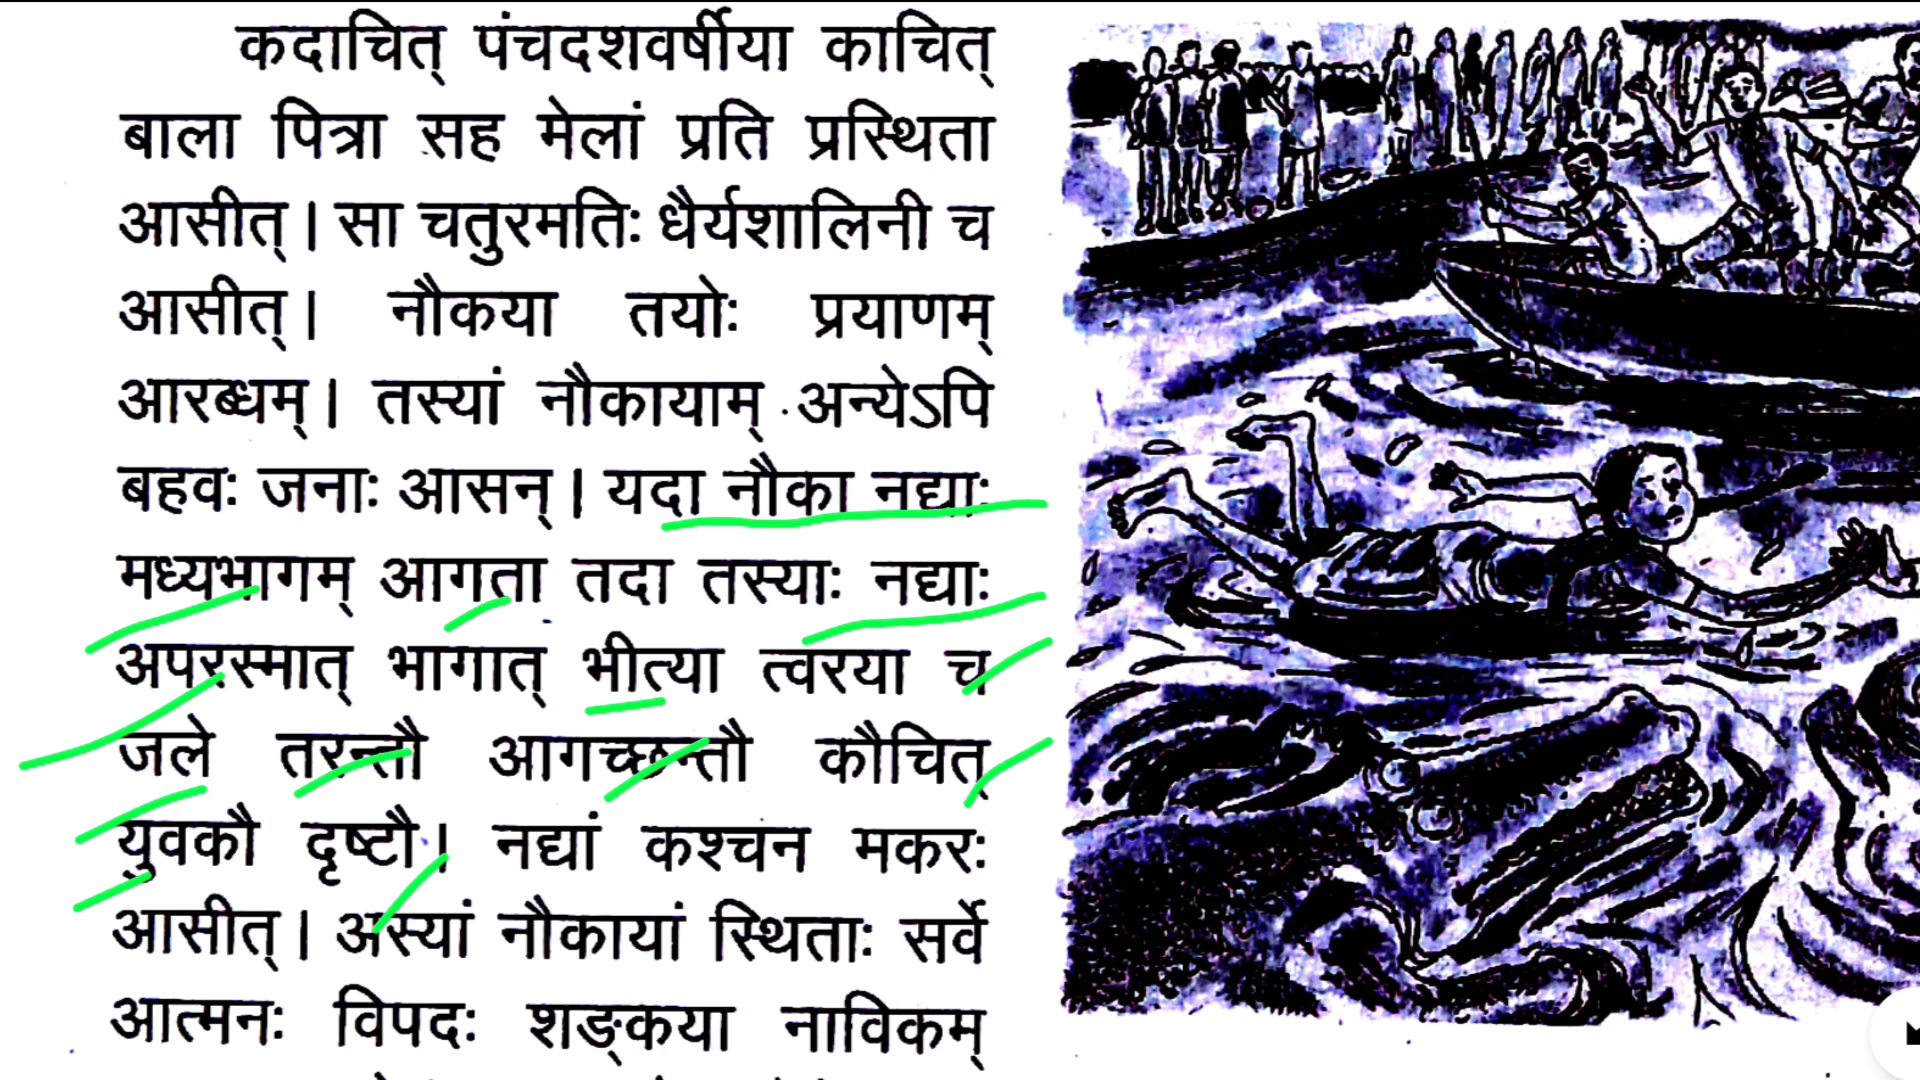 कदाचित् पंचदशवर्षीया काचित्
बाला पित्रा सह मेलां प्रति प्रस्थिता
आसीत् । सा चतुरमतिः धैर्यशालिनी च
आसीत् । नौकया तयोः प्रयाणम्
आरब्धम् । तस्यां नौकायाम् अन्येऽपि
बहवः जनाः आसन् । यदा नौका नद्याः
मध्यभागम् आगता तदा तस्याः नद्याः
अपरस्मात् भागात् भीत्या त्वरया च
जले तरन्तौ आगच्छन्तौ कौचित्
युवकौ दृष्टौ । नद्यां कश्चन मकरः
आसीत् । अस्यां नौकायां स्थिताः सर्वे
आत्मनः विपदः शङ्कया नाविकम्